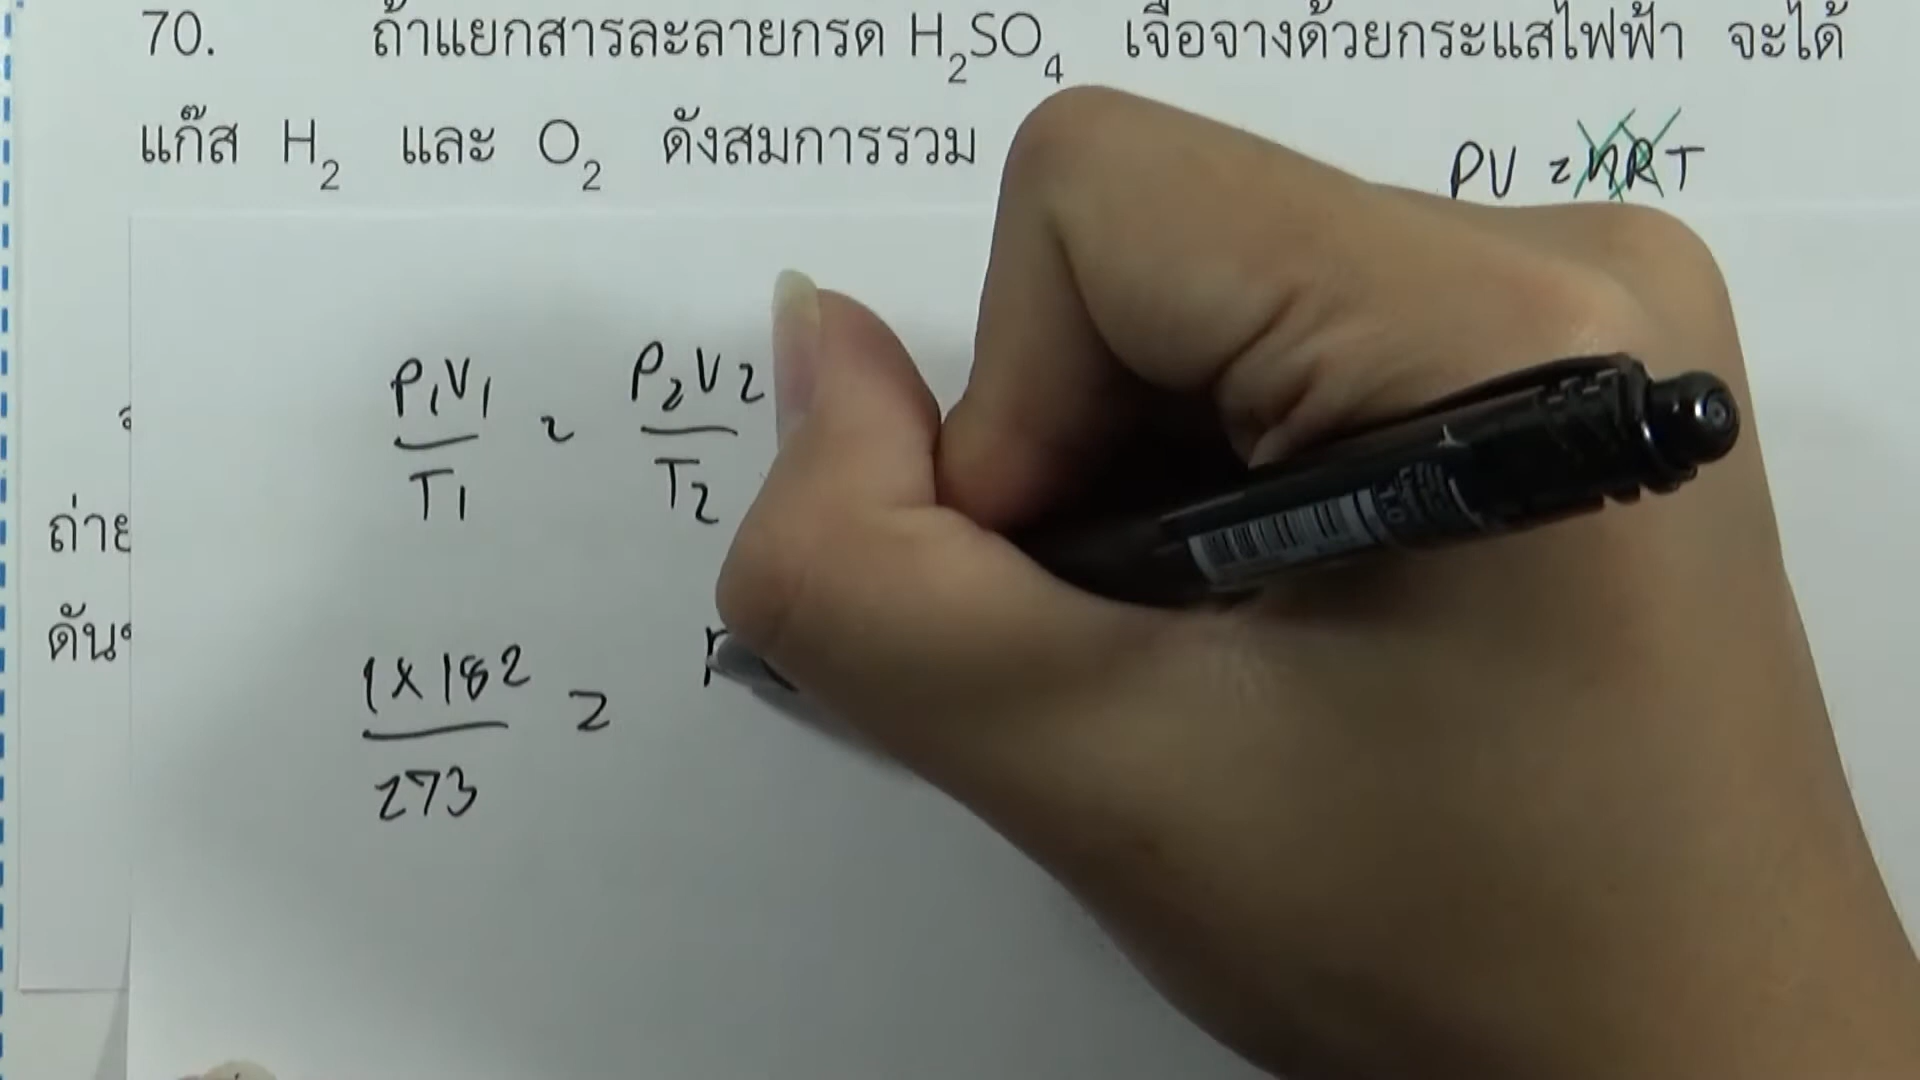 70. ถ้าแยกสารละลายกรด H₂SO₄ เจือจางด้วยกระแสไฟฟ้า จะได้
แก๊ส H₂ และ O₂ ดังสมการรวม
PV = nRT
P₁V₁ = P₂V₂
T₁ T₂
1 x 182 =
273